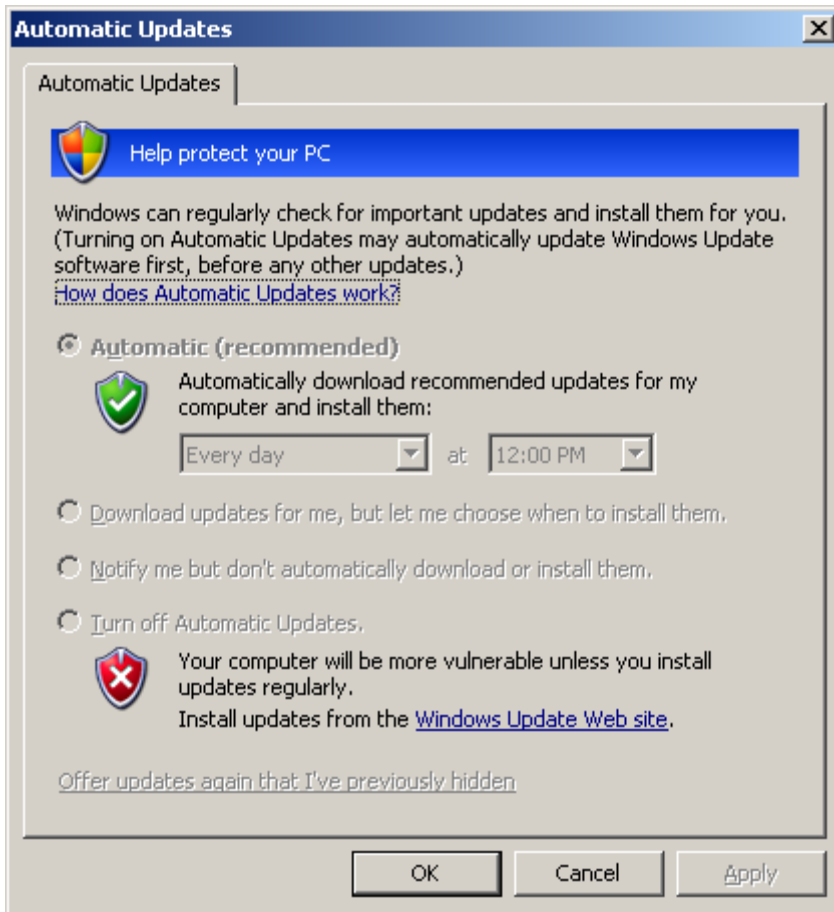 Automatic Updates
Automatic Updates
Help protect your PC
Windows can regularly check for important updates and install them for you.
(Turning on Automatic Updates may automatically update Windows Update
software first, before any other updates.)
How does Automatic Updates work?
Automatic (recommended)
Automatically download recommended updates for my
computer and install them:
Every day at 12:00 PM
Download updates for me, but let me choose when to install them.
Notify me but don't automatically download or install them.
Turn off Automatic Updates.
Your computer will be more vulnerable unless you install
updates regularly.
Install updates from the Windows Update Web site.
Offer updates again that I've previously hidden
OK Cancel Apply